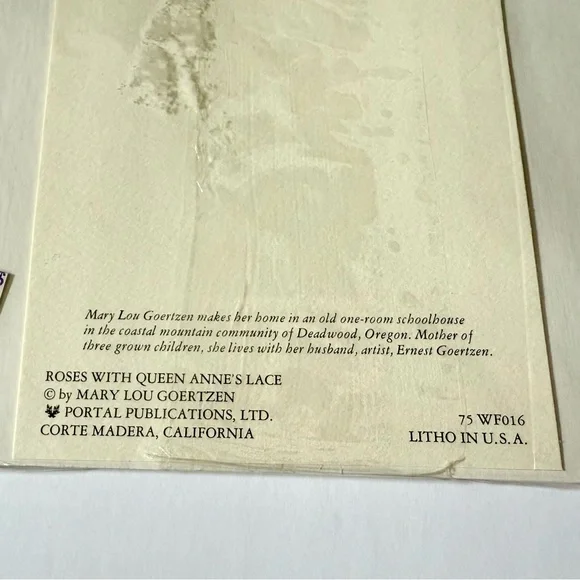 Mary Lou Goertzen makes her home in an old one-room schoolhouse
in the coastal mountain community of Deadwood, Oregon. Mother of
three grown children, she lives with her husband, artist, Ernest Goertzen.
ROSES WITH QUEEN ANNE'S LACE
© by MARY LOU GOERTZEN
PORTAL PUBLICATIONS, LTD.
CORTE MADERA, CALIFORNIA
75 WF016
LITHO IN U.S.A.